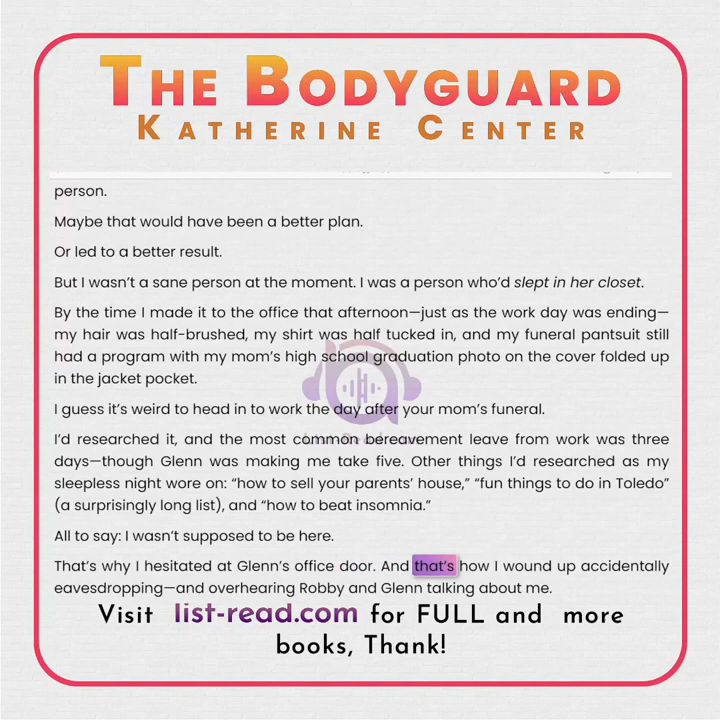 THE BODYGUARD
KATHERINE CENTER
person.
Maybe that would have been a better plan.
Or led to a better result.
But I wasn't a sane person at the moment. I was a person who'd slept in her closet.
By the time I made it to the office that afternoon—just as the work day was ending—
my hair was half-brushed, my shirt was half tucked in, and my funeral pantsuit still
had a program with my mom's high school graduation photo on the cover folded up
in the jacket pocket.
I guess it's weird to head in to work the day after your mom's funeral.
I'd researched it, and the most common bereavement leave from work was three
days—though Glenn was making me take five. Other things I'd researched as my
sleepless night wore on: “how to sell your parents' house,” “fun things to do in Toledo”
(a surprisingly long list), and “how to beat insomnia.”
All to say: I wasn't supposed to be here.
That's why I hesitated at Glenn's office door. And that's how I wound up accidentally
eavesdropping—and overhearing Robby and Glenn talking about me.
Visit list-read.com for FULL and more
books, Thank!